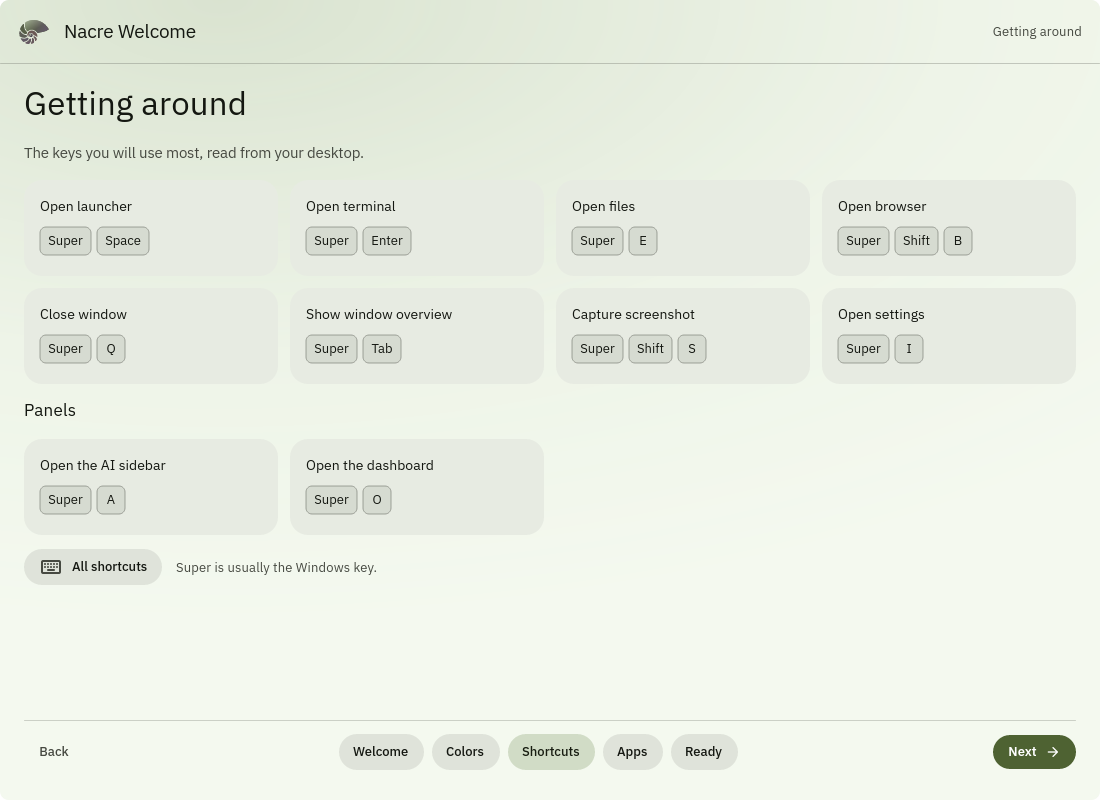 Nacre Welcome
Getting around
Getting around
The keys you will use most, read from your desktop.
Open launcher
Super Space
Open terminal
Super Enter
Open files
Super E
Open browser
Super Shift B
Close window
Super Q
Show window overview
Super Tab
Capture screenshot
Super Shift S
Open settings
Super I
Panels
Open the AI sidebar
Super A
Open the dashboard
Super O
All shortcuts
Super is usually the Windows key.
Back
Welcome
Colors
Shortcuts
Apps
Ready
Next